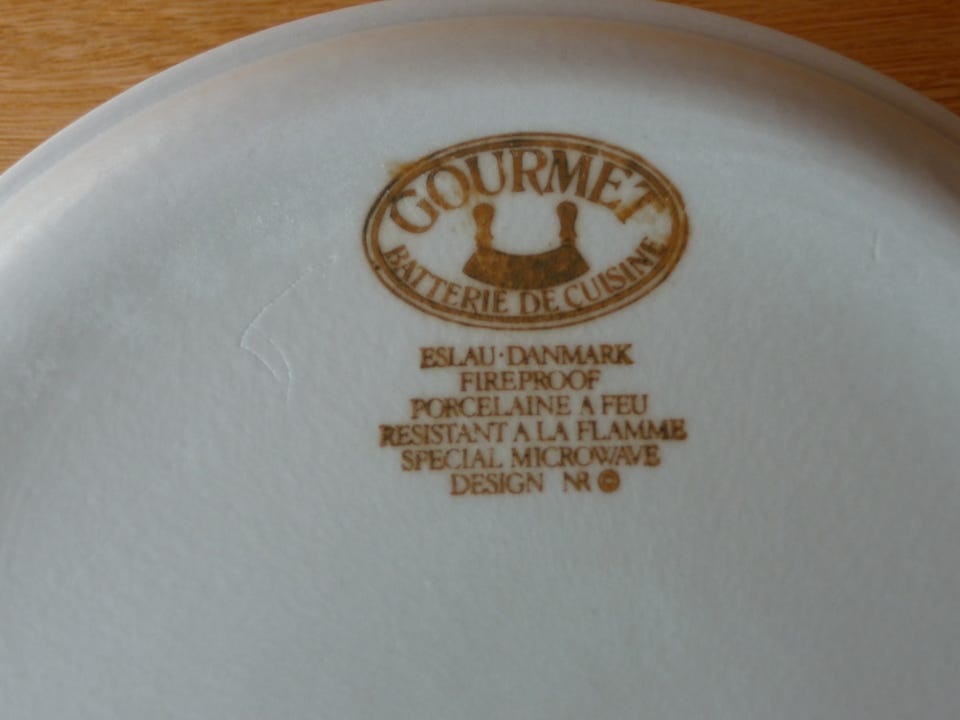 GOURMET
BATTERIE DE CUISINE
ESLAU·DANMARK
FIREPROOF
PORCELAINE A FEU
RESISTANT A LA FLAMME
SPECIAL MICROWAVE
DESIGN NR ©